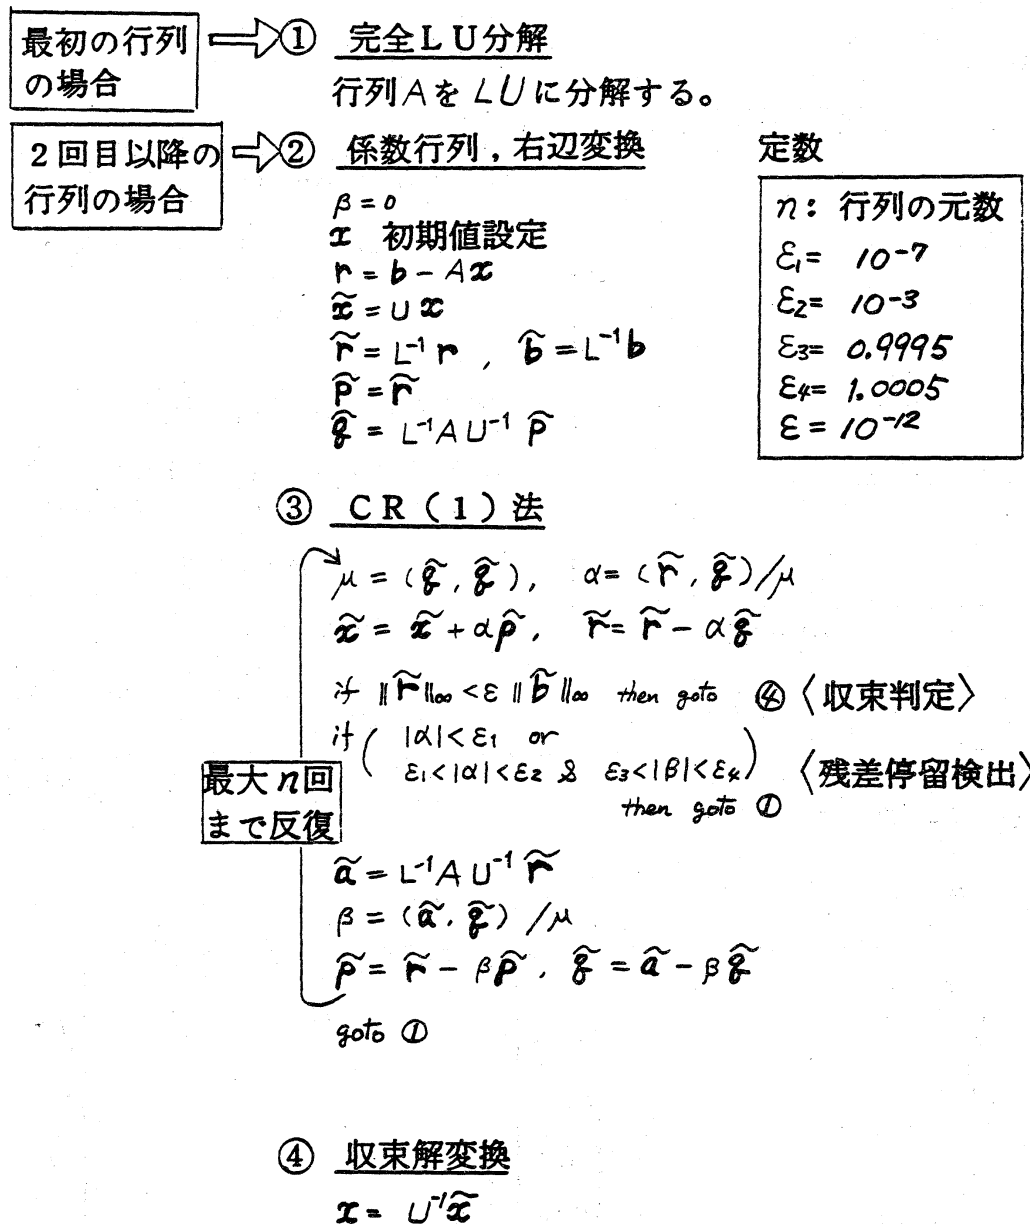 最初の行列
の場合
⇒① 完全LU分解
行列AをLUに分解する。
2回目以降の
行列の場合
⇒② 係数行列,右辺変換
β = 0
x 初期値設定
r = b − Ax
x̃ = Ux
r̃ = L⁻¹r , b̃ = L⁻¹b
p̃ = r̃
q̃ = L⁻¹AU⁻¹p̃
定数
n: 行列の元数
ε₁= 10⁻⁷
ε₂= 10⁻³
ε₃= 0.9995
ε₄= 1.0005
ε = 10⁻¹²
③ CR(1)法
μ = (q̃, q̃), α = (r̃, q̃)/μ
x̃ = x̃ + αp̃, r̃ = r̃ − αq̃
if ‖r̃‖∞ < ε‖b̃‖∞ then goto ④〈収束判定〉
if ( |α|<ε₁ or
ε₁<|α|<ε₂ & ε₃<|β|<ε₄) 〈残差停留検出〉
then goto ①
最大n回
まで反復
ã = L⁻¹AU⁻¹r̃
β = (ã, q̃)/μ
p̃ = r̃ − βp̃, q̃ = ã − βq̃
goto ①
④ 収束解変換
x = U⁻¹x̃